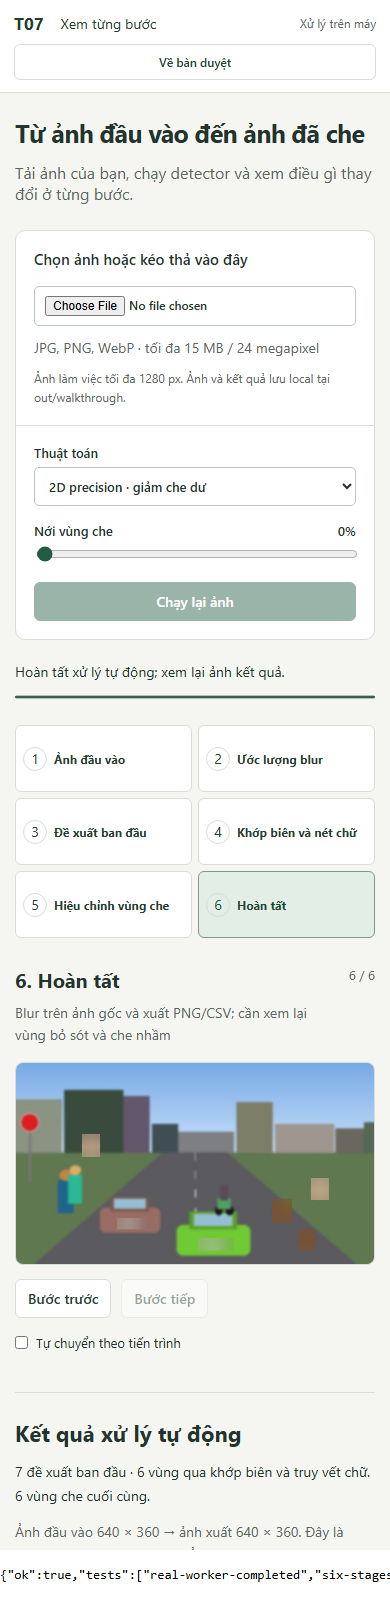 T07 Xem từng bước Xử lý trên máy
Về bàn duyệt
Từ ảnh đầu vào đến ảnh đã che
Tải ảnh của bạn, chạy detector và xem điều gì thay
đổi ở từng bước.
Chọn ảnh hoặc kéo thả vào đây
Choose File No file chosen
JPG, PNG, WebP · tối đa 15 MB / 24 megapixel
Ảnh làm việc tối đa 1280 px. Ảnh và kết quả lưu local tại
out/walkthrough.
Thuật toán
2D precision · giảm che dư
Nới vùng che 0%
Chạy lại ảnh
Hoàn tất xử lý tự động; xem lại ảnh kết quả.
1 Ảnh đầu vào
2 Ước lượng blur
3 Đề xuất ban đầu
4 Khớp biên và nét chữ
5 Hiệu chỉnh vùng che
6 Hoàn tất
6. Hoàn tất 6 / 6
Blur trên ảnh gốc và xuất PNG/CSV; cần xem lại
vùng bỏ sót và che nhầm
Bước trước Bước tiếp
Tự chuyển theo tiến trình
Kết quả xử lý tự động
7 đề xuất ban đầu · 6 vùng qua khớp biên và truy vết chữ.
6 vùng che cuối cùng.
Ảnh đầu vào 640 × 360 → ảnh xuất 640 × 360. Đây là
{"ok":true,"tests":["real-worker-completed","six-stages